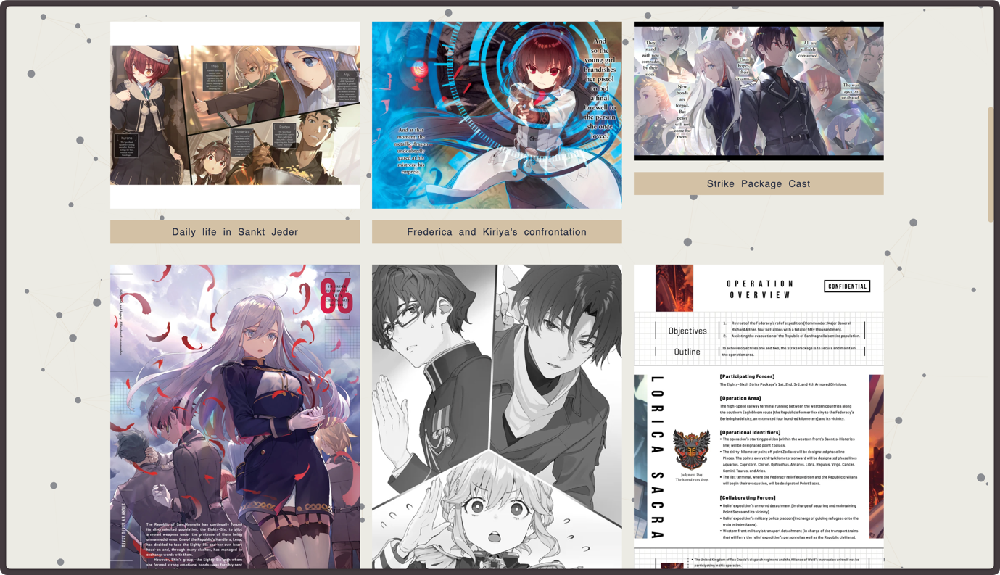 Theo
Anju
Kurena
Frederica
Raiden
And
so the
young girl
brandishes
her pistol
to bid
a final
farewell to
the person
she once
loved.
And at that
moment, the
metallic dragon
undoubtedly
gazed at his
mistress, his
empress.
They
stand
with new
comrades
by their
sides.
New
bonds
are
forged.
But
peace
will not
come for
them.
Their
hopes,
their
dreams...
...All are
selfishly
consumed.
The war
rages on,
unabated.
Daily life in Sankt Jeder
Frederica and Kiriya's confrontation
Strike Package Cast
86
STORY BY ASATO ASATO
The Republic of San Magnolia has continually forced
its discriminated population, the Eighty-Six, to pilot
armored weapons under the pretense of them being
unmanned drones. One of the Republic's Handlers, Lena,
has decided to face the Eighty-Six and her own heart
head-on and, through many clashes, has managed to
exchange words with them.
However, Shin's group—the Eighty-Six with whom
she formed strong emotional bonds—was forcibly sent
OPERATION
OVERVIEW
CONFIDENTIAL
Objectives
1. Retreat of the Federacy's relief expedition (Commander: Major General
Richard Altner, four battalions with a total of fifty thousand men).
2. Assisting the evacuation of the Republic of San Magnolia's entire population.
Outline
To achieve objectives one and two, the Strike Package is to secure and maintain
the operation area.
LORICA SACRA
Judgment Day.
The hatred runs deep.
[Participating Forces]
The Eighty-Sixth Strike Package's 1st, 2nd, 3rd, and 4th Armored Divisions.
[Operation Area]
The high-speed railway terminal running between the western countries along
the southern Eaglebloom route (the Republic's former Ilex city to the Federacy's
Berledephadel city, an estimated four hundred kilometers) and its vicinity.
[Operational Identifiers]
• The operation's starting position (within the western front's Saentis-Historics
line) will be designated point Zodiacs.
• The thirty-kilometer point off point Zodiacs will be designated phase line
Pisces. The points every thirty kilometers onward will be designated phase lines
Aquarius, Capricorn, Chiron, Ophiuchus, Antares, Libra, Regulus, Virgo, Cancer,
Gemini, Taurus, and Aries.
• The Ilex terminal, where the Federacy relief expedition and the Republic civilians
will begin their evacuation, will be designated Point Sacra.
[Collaborating Forces]
• Relief expedition's armored detachment (in charge of securing and maintaining
Point Sacra and its vicinity).
• Relief expedition's military police platoon (in charge of guiding refugees onto the
train in Point Sacra).
• Western front military's transport detachment (in charge of the transport trains
that will ferry the relief expedition's personnel as well as the Republic civilians).
• The United Kingdom of Roa Gracia's dispatch regiment and the Alliance of Wald's instruction unit will not be
participating in this operation.